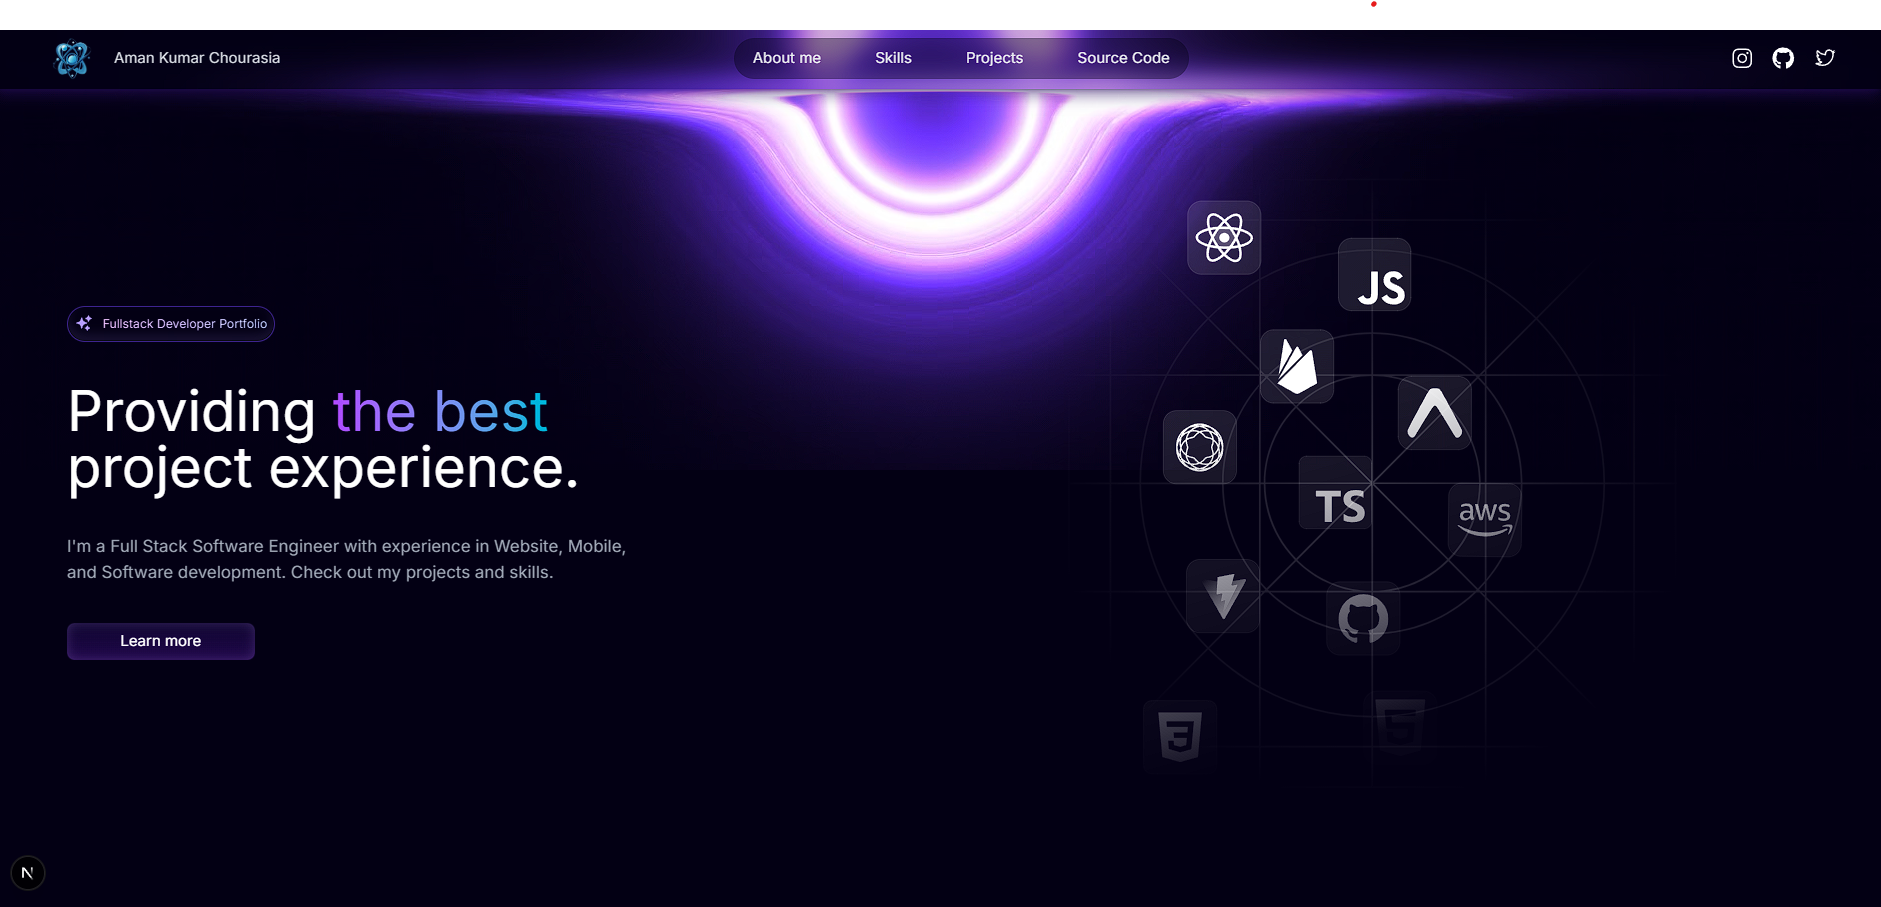 Aman Kumar Chourasia
About me
Skills
Projects
Source Code
Fullstack Developer Portfolio
Providing the best
project experience.
I'm a Full Stack Software Engineer with experience in Website, Mobile,
and Software development. Check out my projects and skills.
Learn more
JS
TS
aws
3
5
N